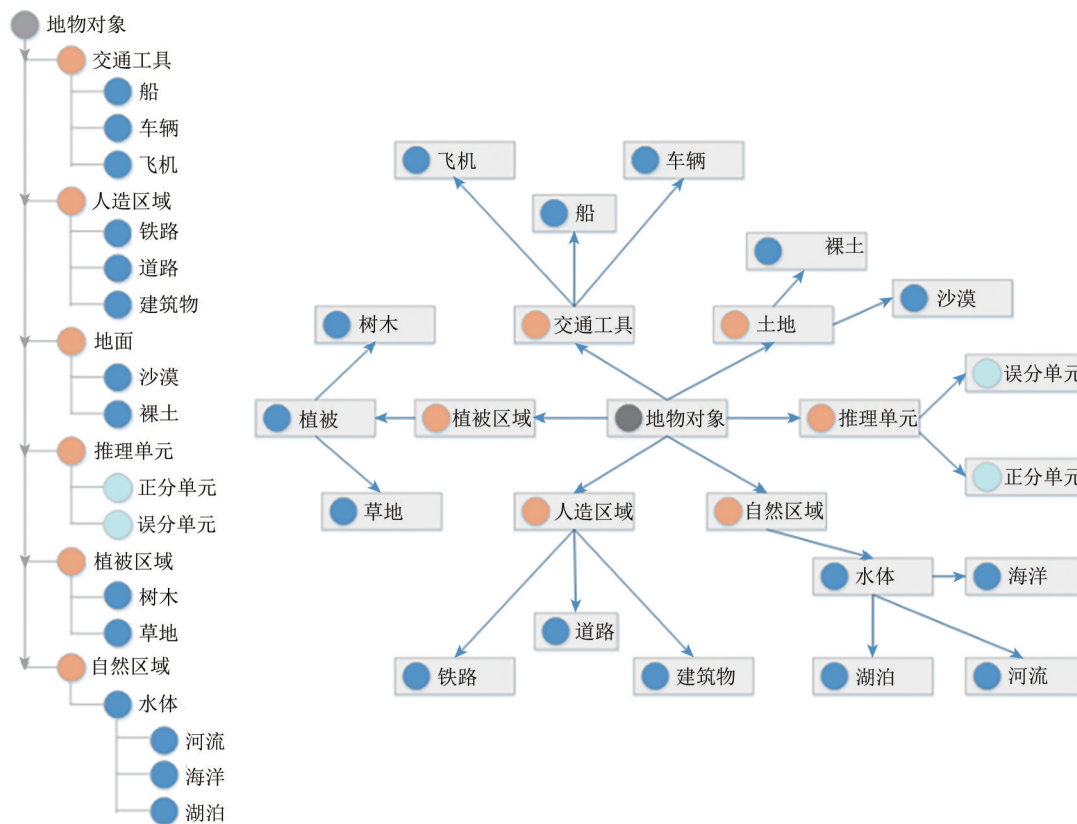 地物对象
交通工具
船
车辆
飞机
人造区域
铁路
道路
建筑物
地面
沙漠
裸土
推理单元
正分单元
误分单元
植被区域
树木
草地
自然区域
水体
河流
海洋
湖泊
飞机
车辆
船
裸土
沙漠
树木
交通工具
土地
误分单元
植被
植被区域
地物对象
推理单元
正分单元
草地
人造区域
自然区域
水体
海洋
道路
铁路
建筑物
湖泊
河流